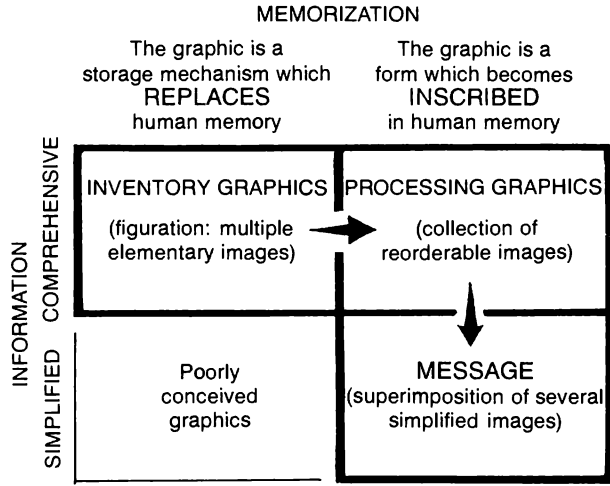 MEMORIZATION
The graphic is a
storage mechanism which
REPLACES
human memory
The graphic is a
form which becomes
INSCRIBED
in human memory
INFORMATION
COMPREHENSIVE
INVENTORY GRAPHICS
(figuration: multiple
elementary images)
PROCESSING GRAPHICS
(collection of
reorderable images)
SIMPLIFIED
Poorly
conceived
graphics
MESSAGE
(superimposition of several
simplified images)